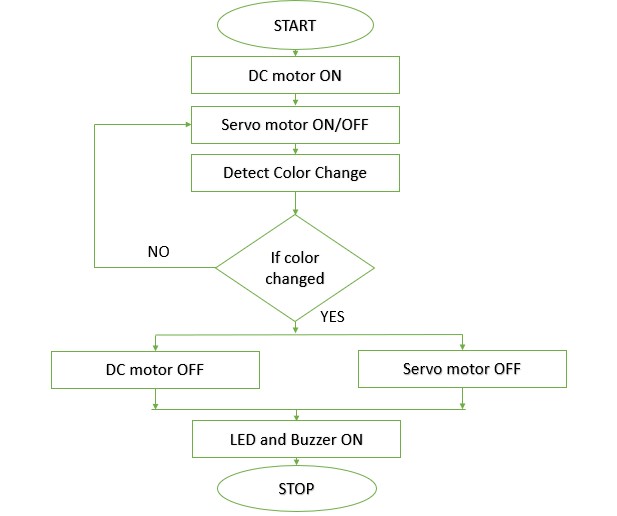 START
DC motor ON
Servo motor ON/OFF
Detect Color Change
If color
changed
NO
YES
DC motor OFF
Servo motor OFF
LED and Buzzer ON
STOP